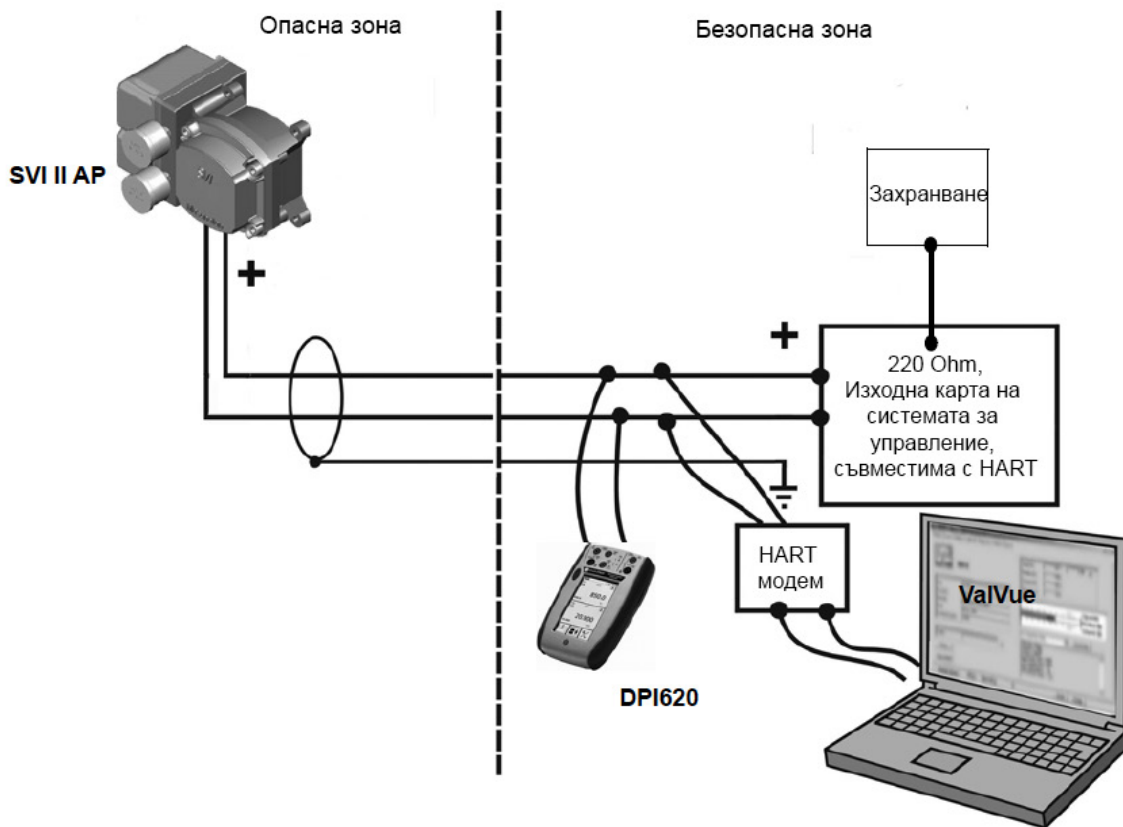 Опасна зона
Безопасна зона
SVI II AP
Захранване
+
+
220 Ohm,
Изходна карта на
системата за
управление,
съвместима с HART
HART
модем
ValVue
DPI620